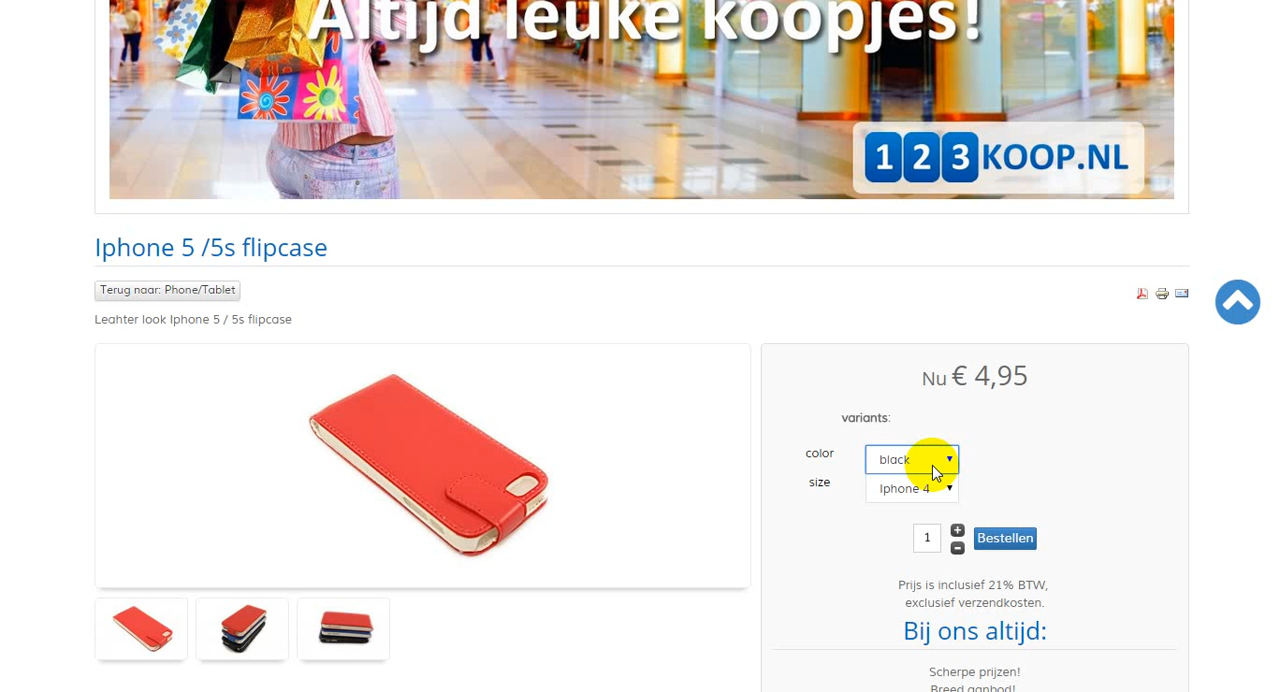 Altijd leuke koopjes!
123KOOP.NL
Iphone 5 /5s flipcase
Terug naar: Phone/Tablet
Leahter look Iphone 5 / 5s flipcase
Nu € 4,95
variants:
color black
size Iphone 4
1 Bestellen
Prijs is inclusief 21% BTW,
exclusief verzendkosten.
Bij ons altijd:
Scherpe prijzen!
Breed aanbod!